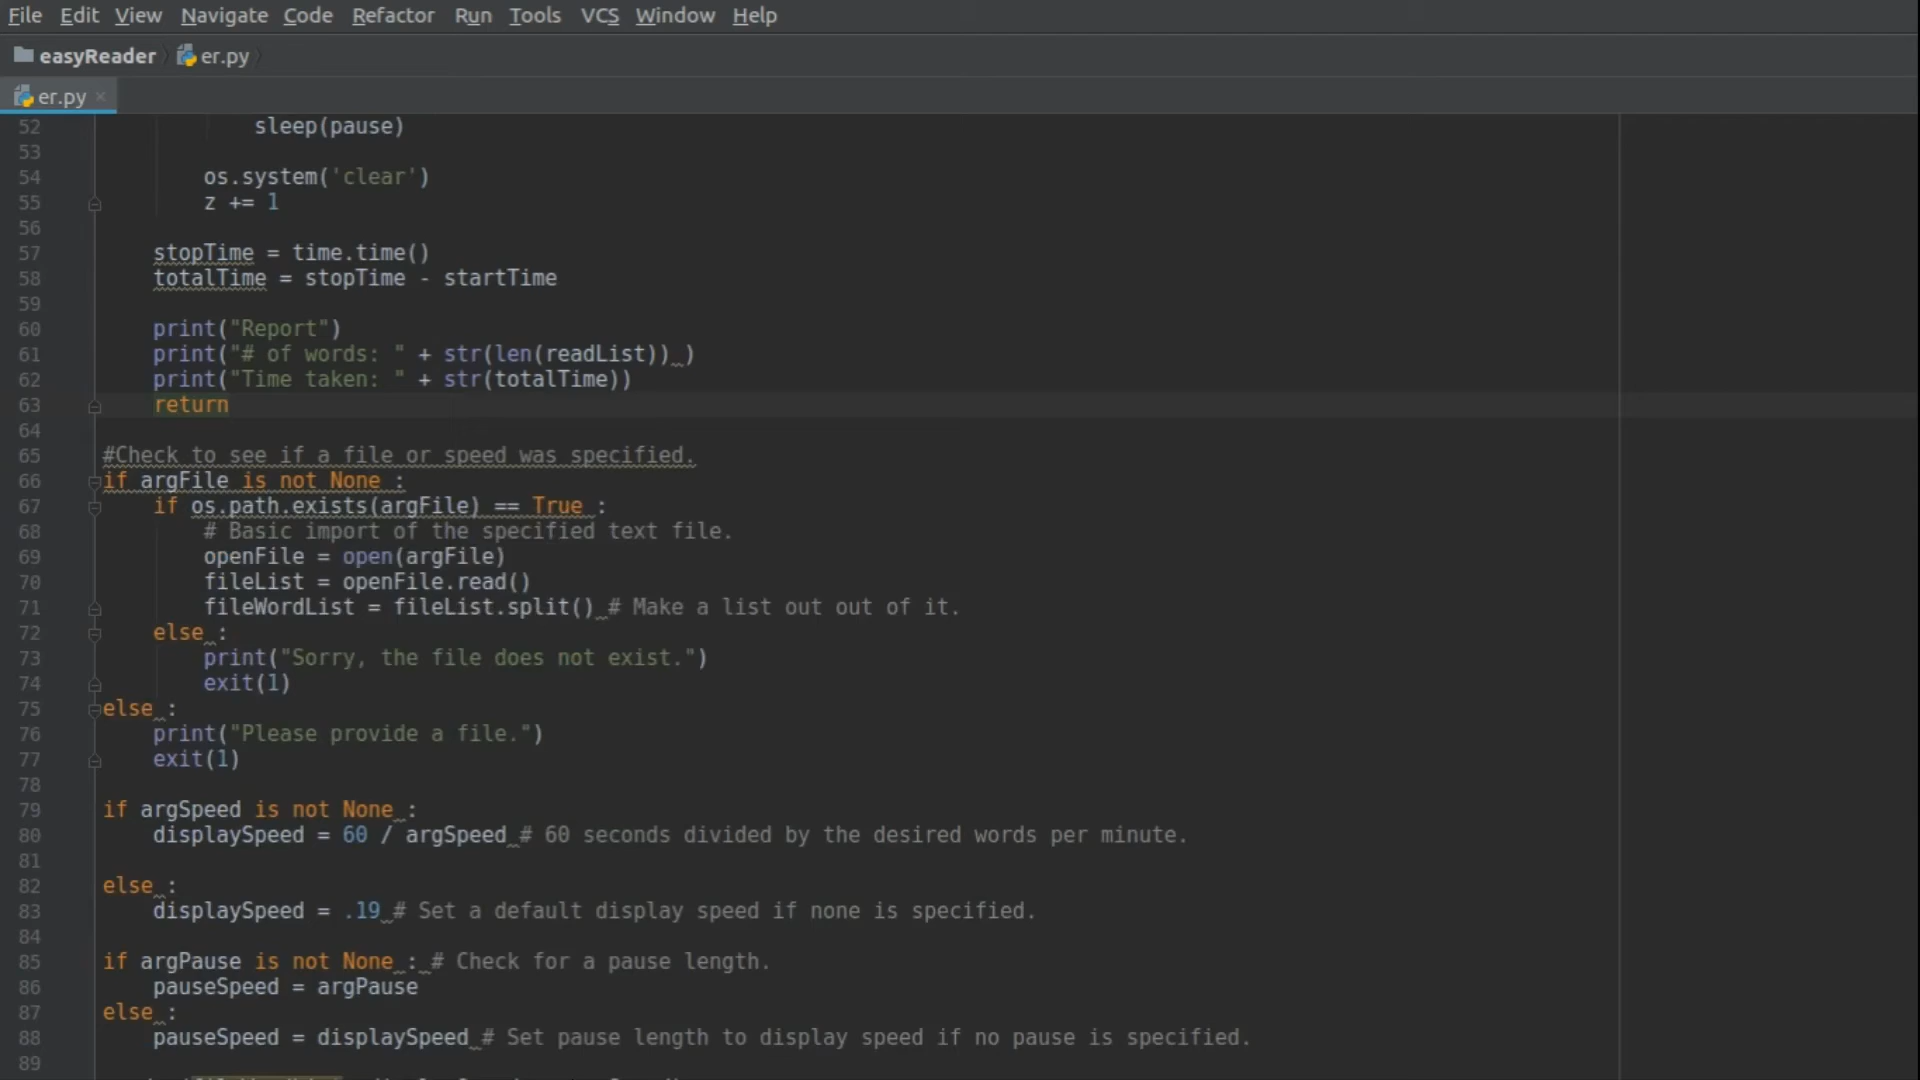 File Edit View Navigate Code Refactor Run Tools VCS Window Help
easyReader er.py
er.py ×
52 sleep(pause)
53
54 os.system('clear')
55 z += 1
56
57 stopTime = time.time()
58 totalTime = stopTime - startTime
59
60 print("Report")
61 print("# of words: " + str(len(readList)) )
62 print("Time taken: " + str(totalTime))
63 return
64
65 #Check to see if a file or speed was specified.
66 if argFile is not None :
67 if os.path.exists(argFile) == True :
68 # Basic import of the specified text file.
69 openFile = open(argFile)
70 fileList = openFile.read()
71 fileWordList = fileList.split() # Make a list out out of it.
72 else :
73 print("Sorry, the file does not exist.")
74 exit(1)
75 else :
76 print("Please provide a file.")
77 exit(1)
78
79 if argSpeed is not None :
80 displaySpeed = 60 / argSpeed # 60 seconds divided by the desired words per minute.
81
82 else :
83 displaySpeed = .19 # Set a default display speed if none is specified.
84
85 if argPause is not None : # Check for a pause length.
86 pauseSpeed = argPause
87 else :
88 pauseSpeed = displaySpeed # Set pause length to display speed if no pause is specified.
89